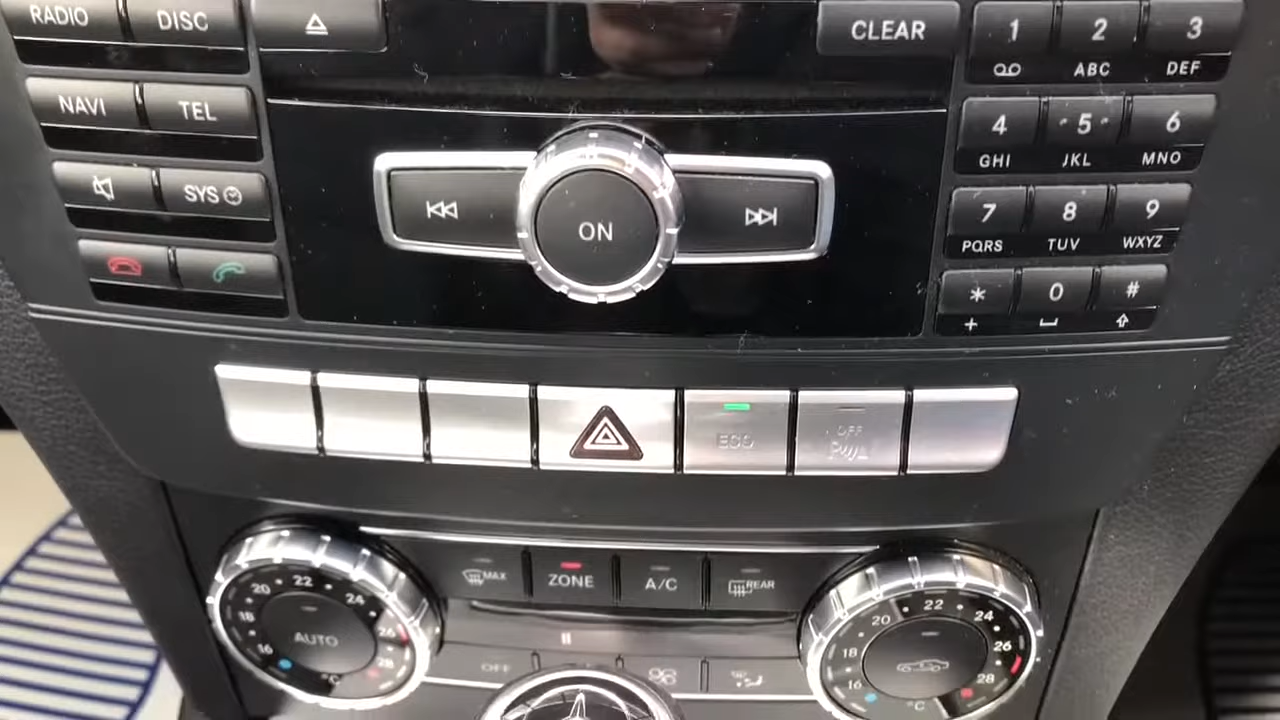 RADIO DISC CLEAR 1 2 3
ABC DEF
NAVI TEL 4 5 6
GHI JKL MNO
SYS 7 8 9
PQRS TUV WXYZ
ON
* 0 #
+
ECO OFF
MAX ZONE A/C REAR
20 22 24 20 22 24
18 26 18 26
AUTO
16 28 16 28
°C OFF °C